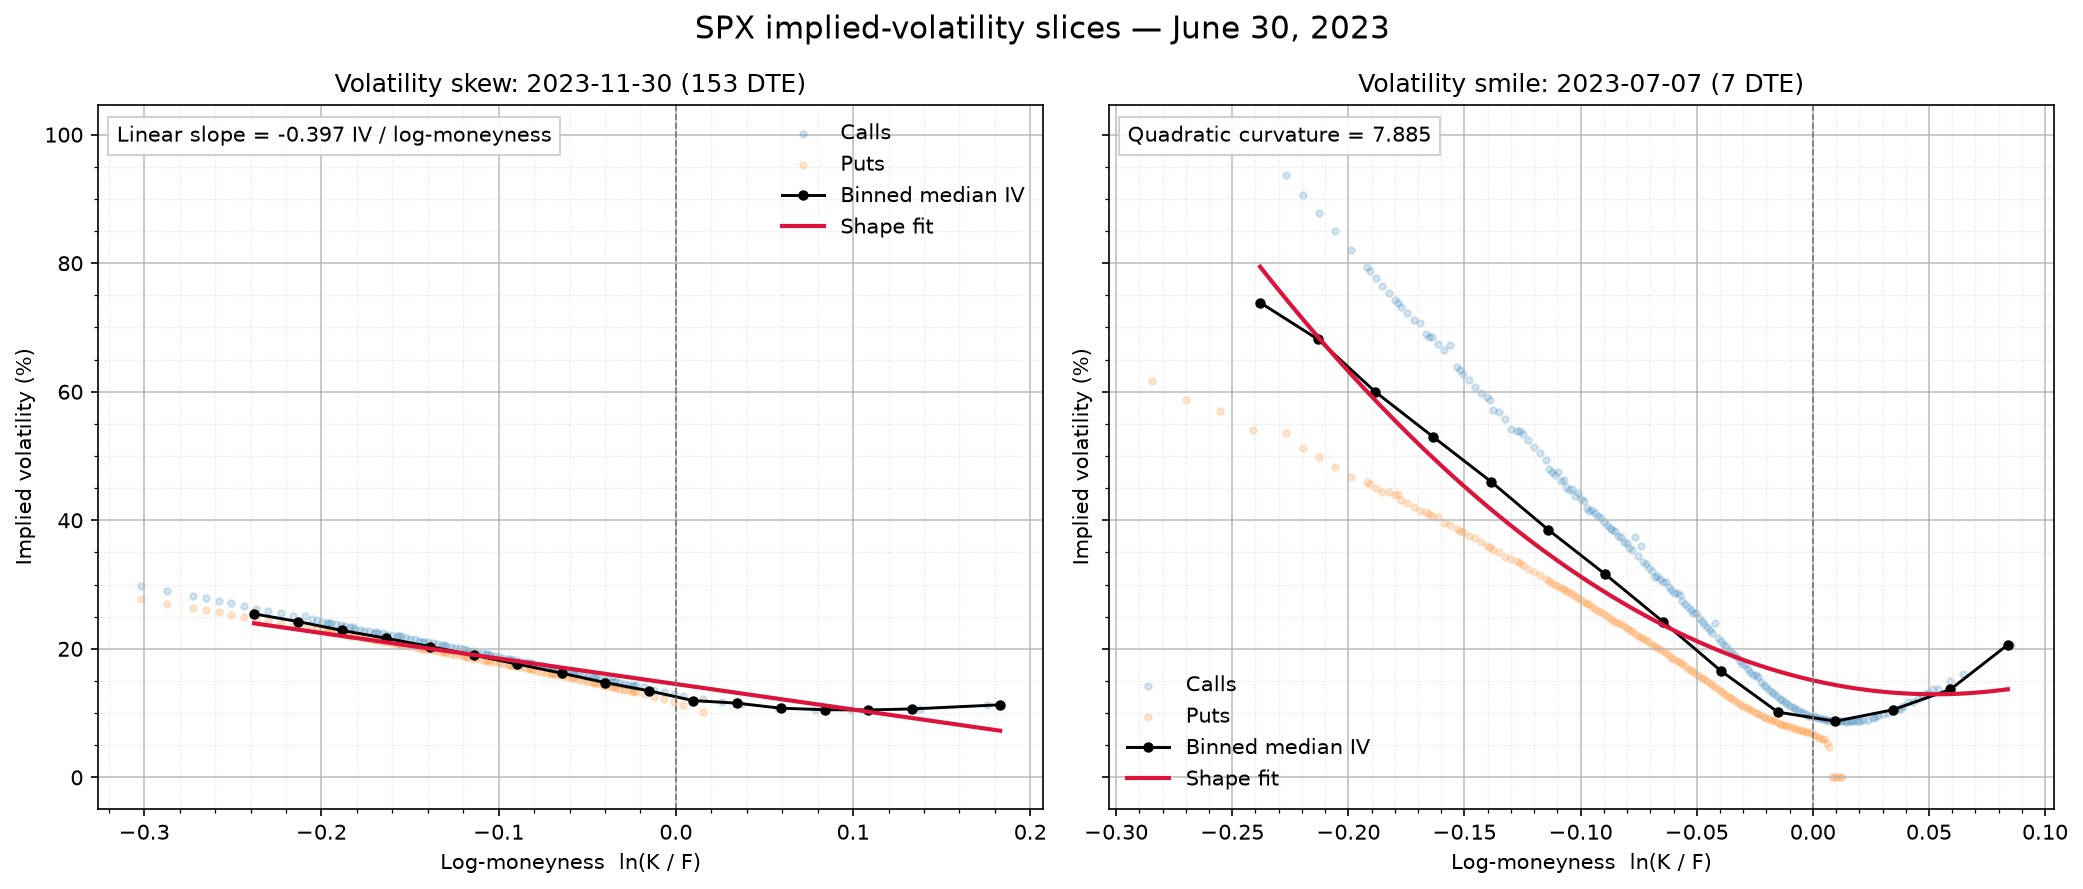 SPX implied-volatility slices — June 30, 2023
Volatility skew: 2023-11-30 (153 DTE)
Linear slope = -0.397 IV / log-moneyness
Calls
Puts
Binned median IV
Shape fit
Implied volatility (%)
100
80
60
40
20
0
−0.3
−0.2
−0.1
0.0
0.1
0.2
Log-moneyness  ln(K / F)
Volatility smile: 2023-07-07 (7 DTE)
Quadratic curvature = 7.885
Implied volatility (%)
Calls
Puts
Binned median IV
Shape fit
−0.30
−0.25
−0.20
−0.15
−0.10
−0.05
0.00
0.05
0.10
Log-moneyness  ln(K / F)